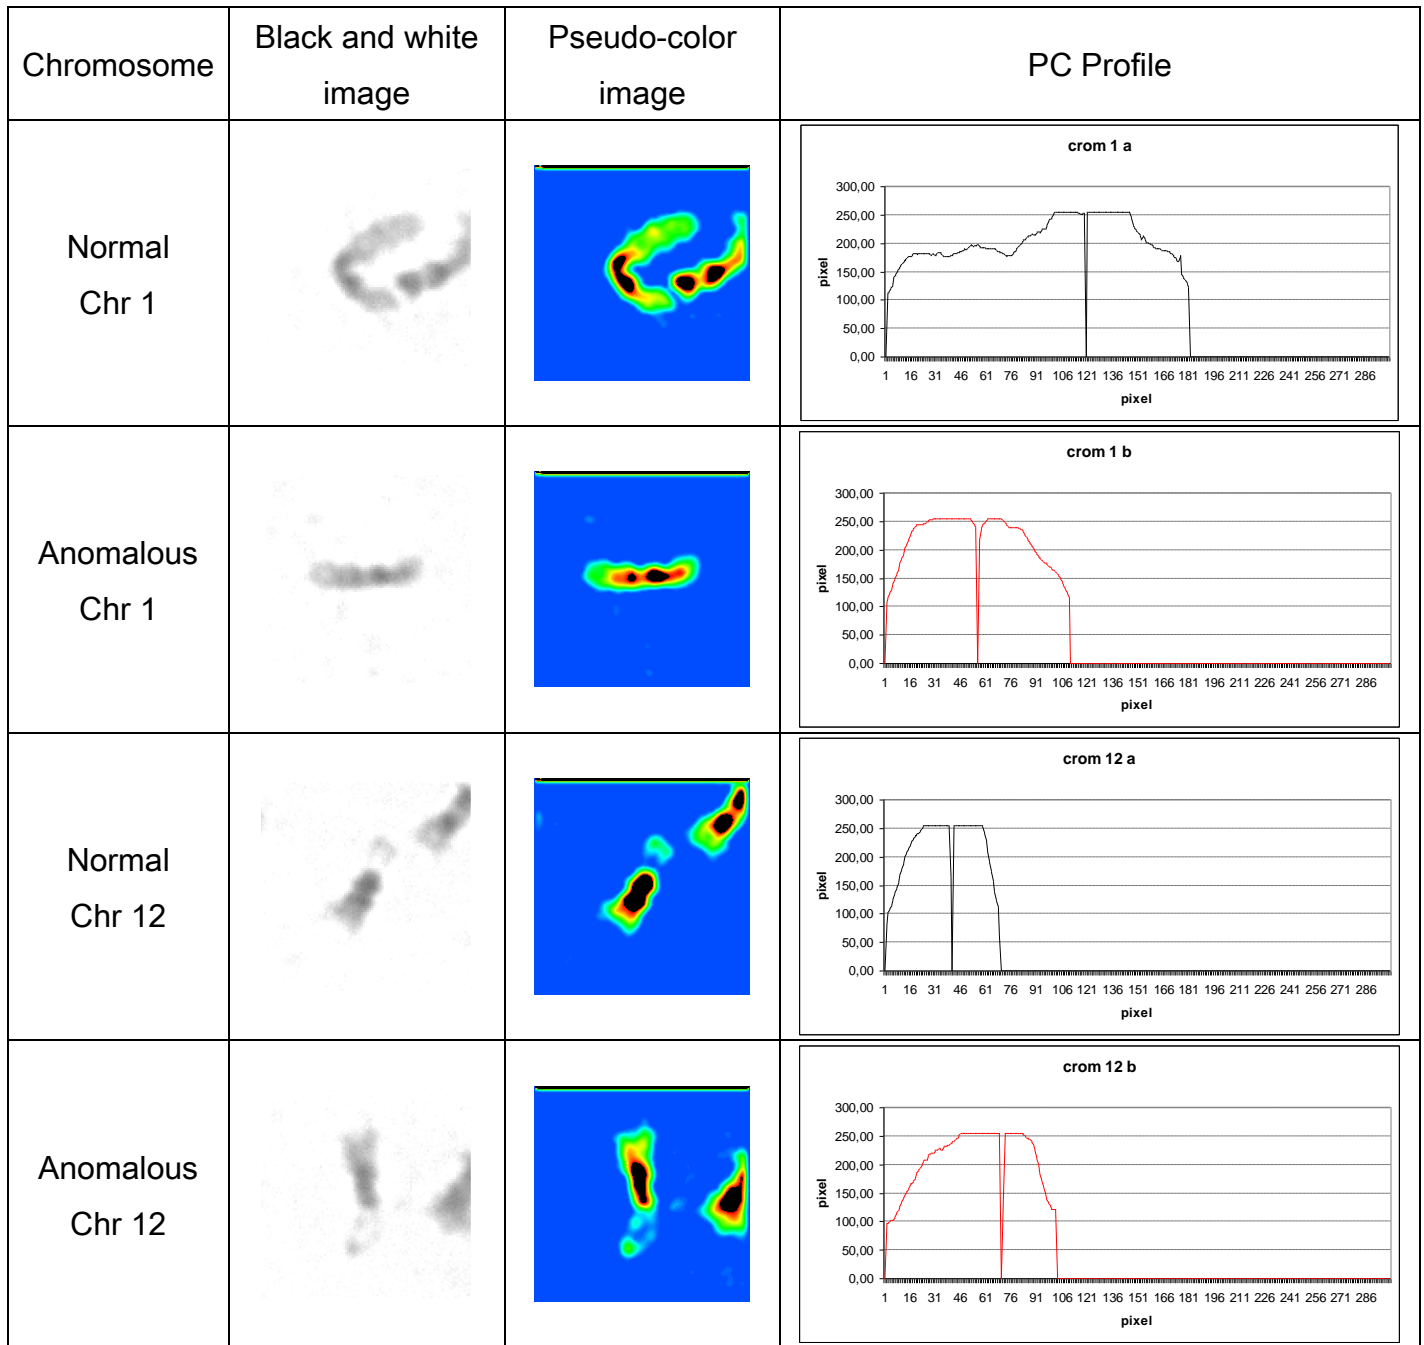 Chromosome
Black and white
image
Pseudo-color
image
PC Profile
Normal
Chr 1
crom 1 a
300,00
250,00
200,00
150,00
100,00
50,00
0,00
pixel
1 16 31 46 61 76 91 106 121 136 151 166 181 196 211 226 241 256 271 286
pixel
Anomalous
Chr 1
crom 1 b
300,00
250,00
200,00
150,00
100,00
50,00
0,00
pixel
1 16 31 46 61 76 91 106 121 136 151 166 181 196 211 226 241 256 271 286
pixel
Normal
Chr 12
crom 12 a
300,00
250,00
200,00
150,00
100,00
50,00
0,00
pixel
1 16 31 46 61 76 91 106 121 136 151 166 181 196 211 226 241 256 271 286
pixel
Anomalous
Chr 12
crom 12 b
300,00
250,00
200,00
150,00
100,00
50,00
0,00
pixel
1 16 31 46 61 76 91 106 121 136 151 166 181 196 211 226 241 256 271 286
pixel